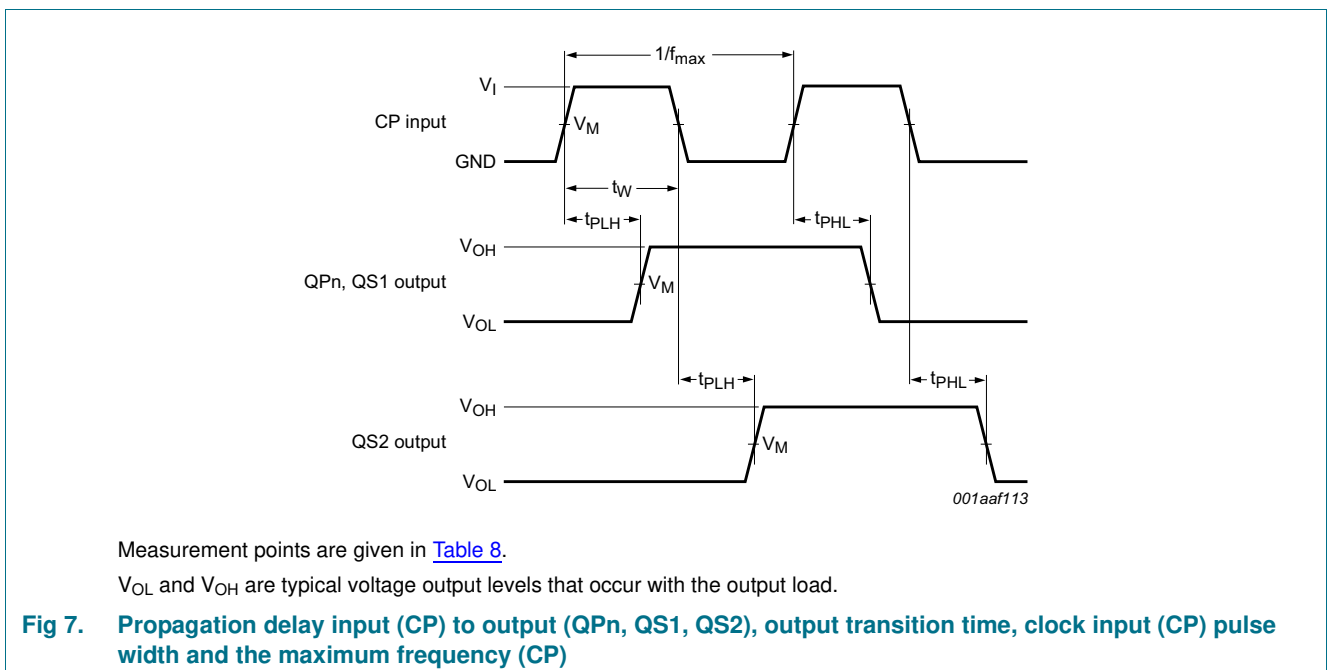 1/fmax
VI
CP input
VM
GND
tW
tPLH
tPHL
VOH
QPn, QS1 output
VM
VOL
tPLH
tPHL
VOH
QS2 output
VM
VOL
001aaf113
Measurement points are given in Table 8.
VOL and VOH are typical voltage output levels that occur with the output load.
Fig 7. Propagation delay input (CP) to output (QPn, QS1, QS2), output transition time, clock input (CP) pulse
width and the maximum frequency (CP)